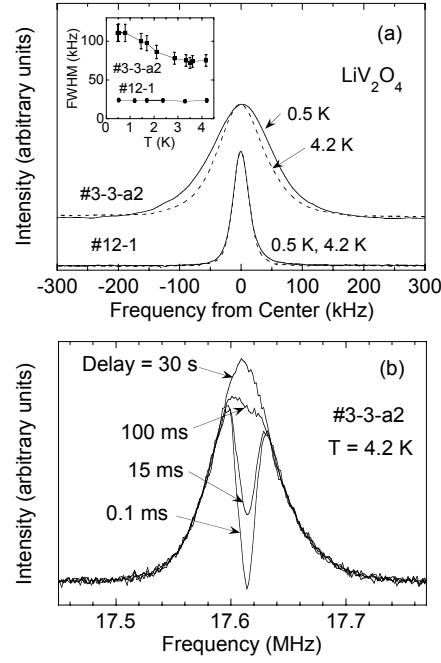 (a)
LiV2O4
FWHM (kHz)
100
50
0
#3-3-a2
#12-1
0 1 2 3 4
T (K)
0.5 K
4.2 K
#3-3-a2
#12-1
0.5 K, 4.2 K
Intensity (arbitrary units)
-300 -200 -100 0 100 200 300
Frequency from Center (kHz)
(b)
Delay = 30 s
#3-3-a2
T = 4.2 K
100 ms
15 ms
0.1 ms
Intensity (arbitrary units)
17.5 17.6 17.7
Frequency (MHz)